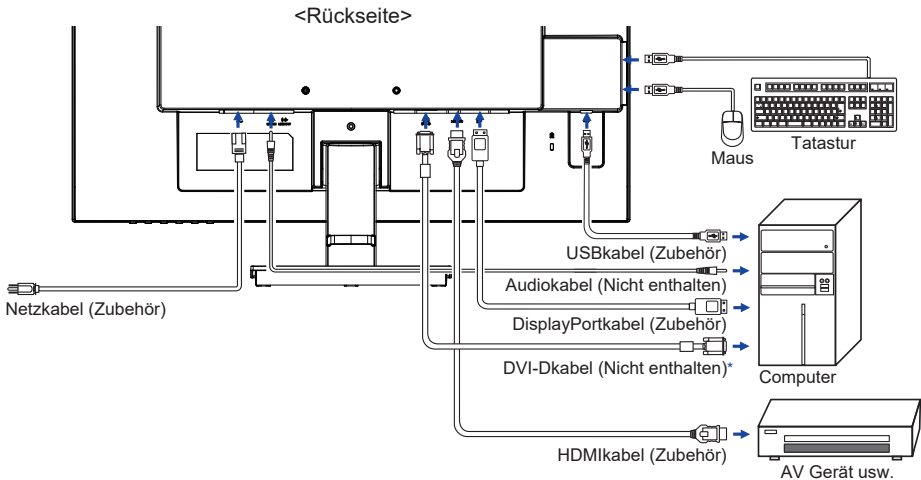 <Rückseite>
Maus
Tatastur
USBkabel (Zubehör)
Audiokabel (Nicht enthalten)
Netzkabel (Zubehör)
DisplayPortkabel (Zubehör)
DVI-Dkabel (Nicht enthalten)*
Computer
HDMIkabel (Zubehör)
AV Gerät usw.